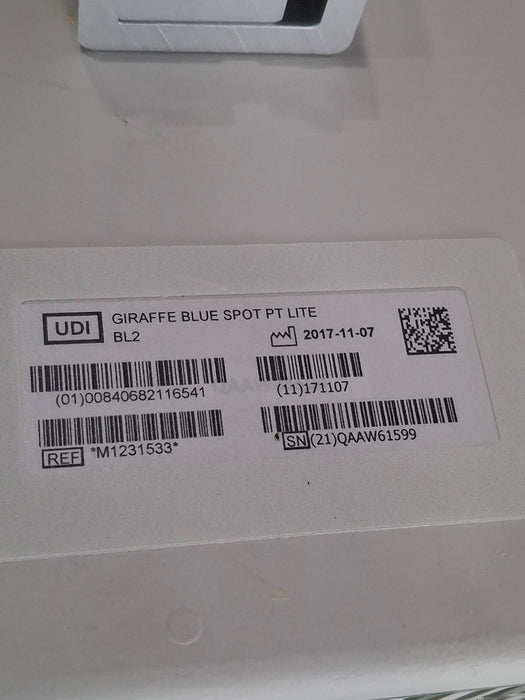 UDI GIRAFFE BLUE SPOT PT LITE
BL2 2017-11-07
(01)00840682116541 (11)171107
REF *M1231533* SN (21)QAAW61599